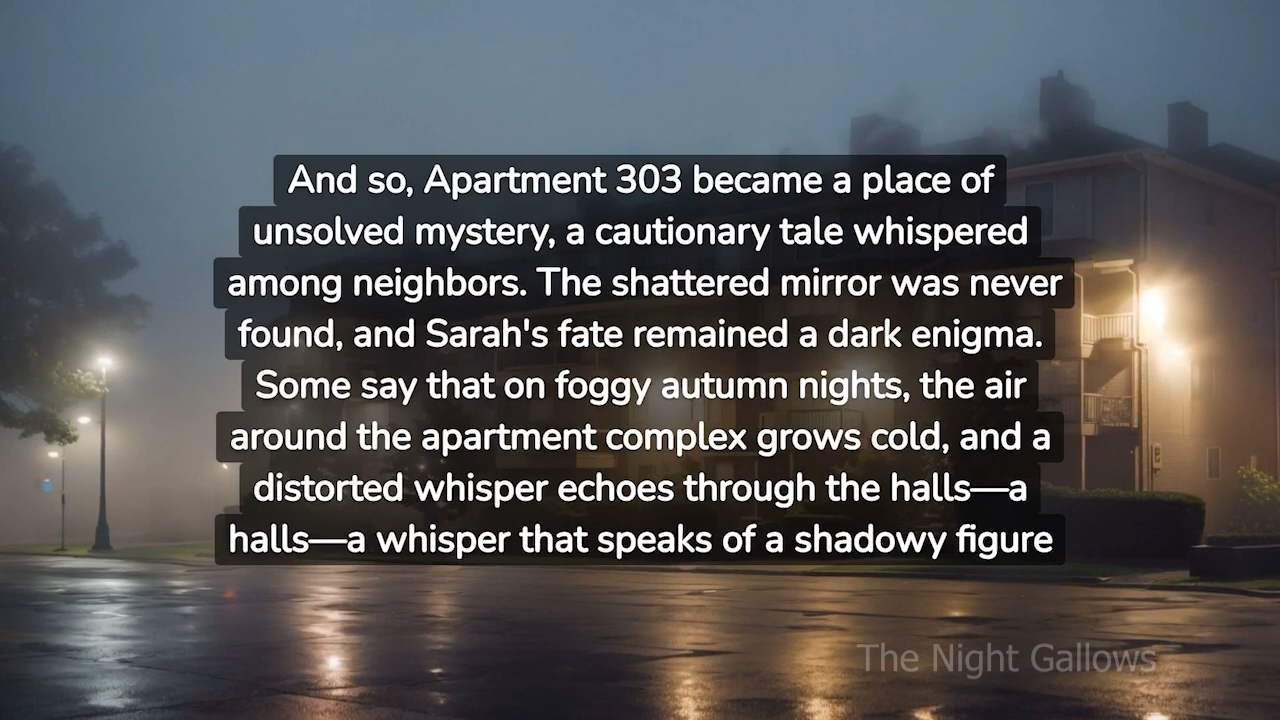 And so, Apartment 303 became a place of
unsolved mystery, a cautionary tale whispered
among neighbors. The shattered mirror was never
found, and Sarah's fate remained a dark enigma.
Some say that on foggy autumn nights, the air
around the apartment complex grows cold, and a
distorted whisper echoes through the halls—a
halls—a whisper that speaks of a shadowy figure
The Night Gallows